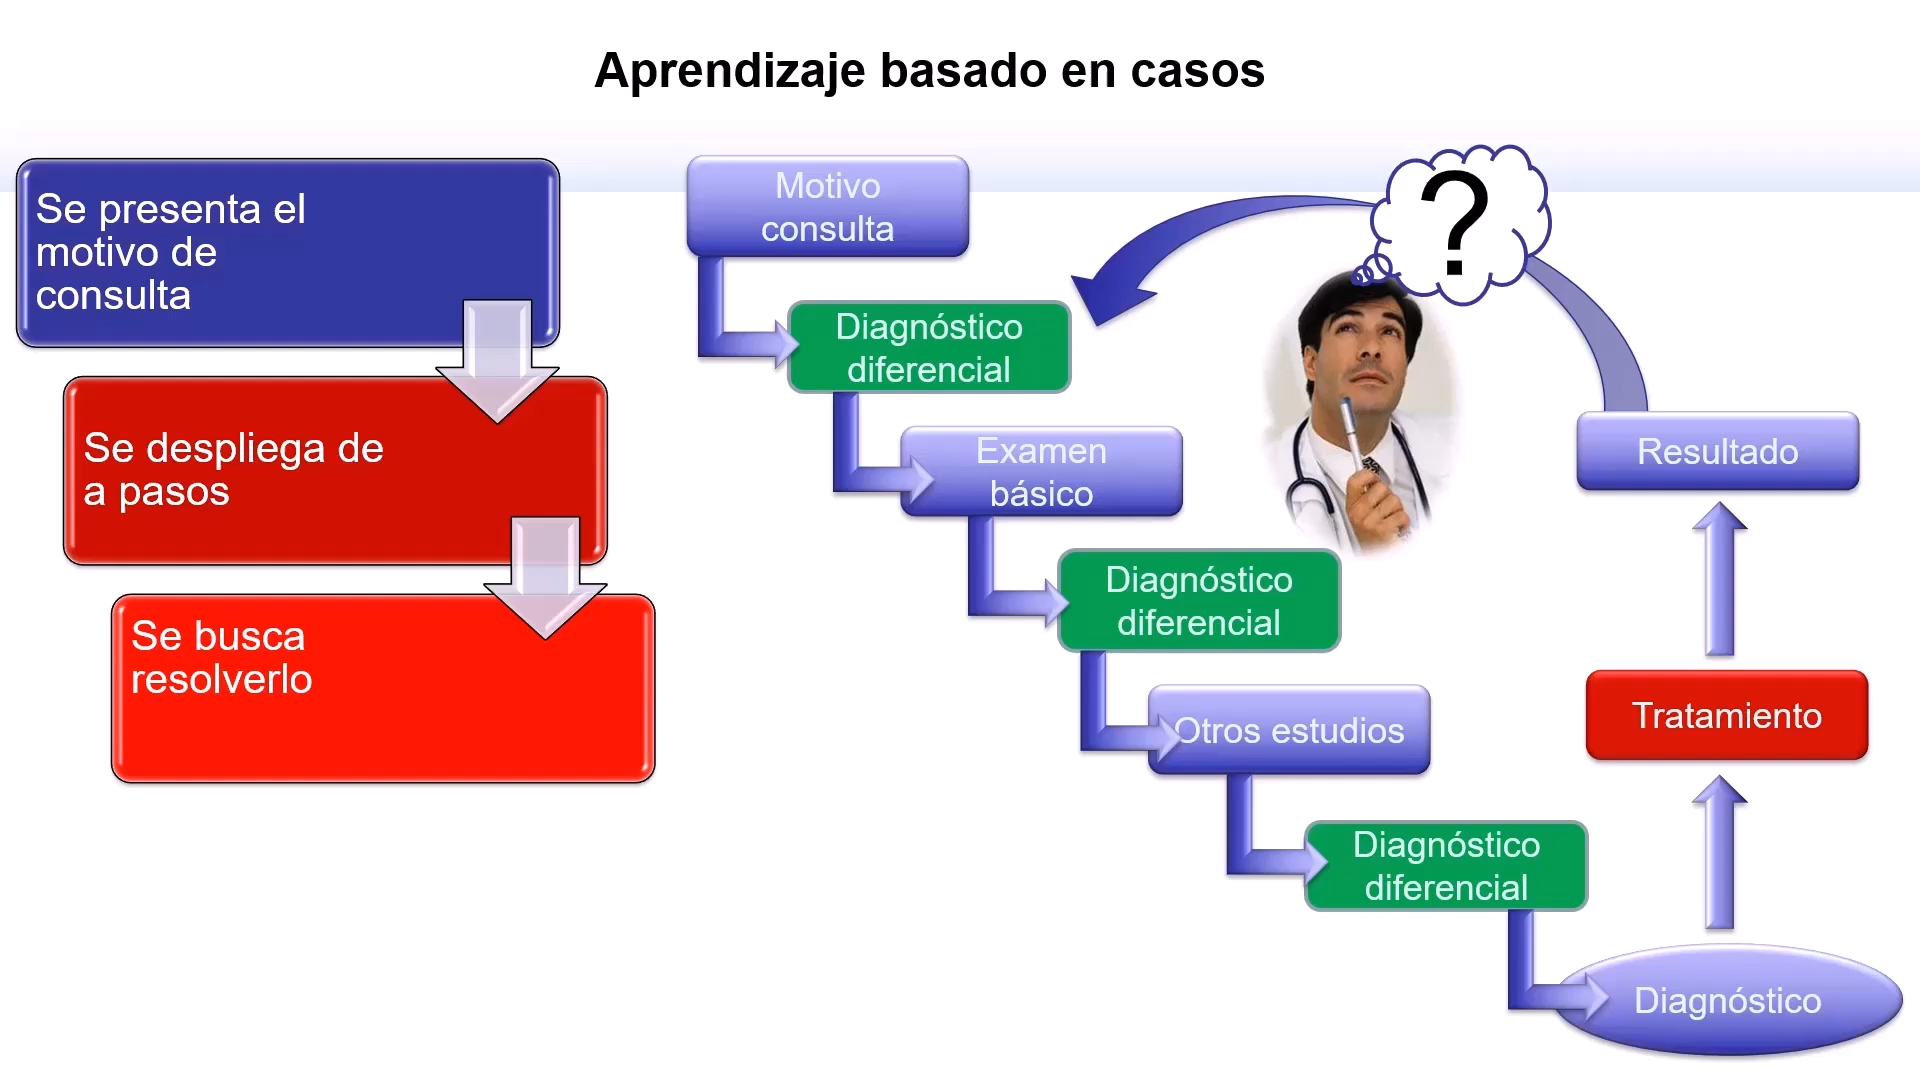 Aprendizaje basado en casos
Se presenta el
motivo de
consulta
Se despliega de
a pasos
Se busca
resolverlo
Motivo
consulta
Diagnóstico
diferencial
Examen
básico
Diagnóstico
diferencial
Otros estudios
Diagnóstico
diferencial
Diagnóstico
Tratamiento
Resultado
?